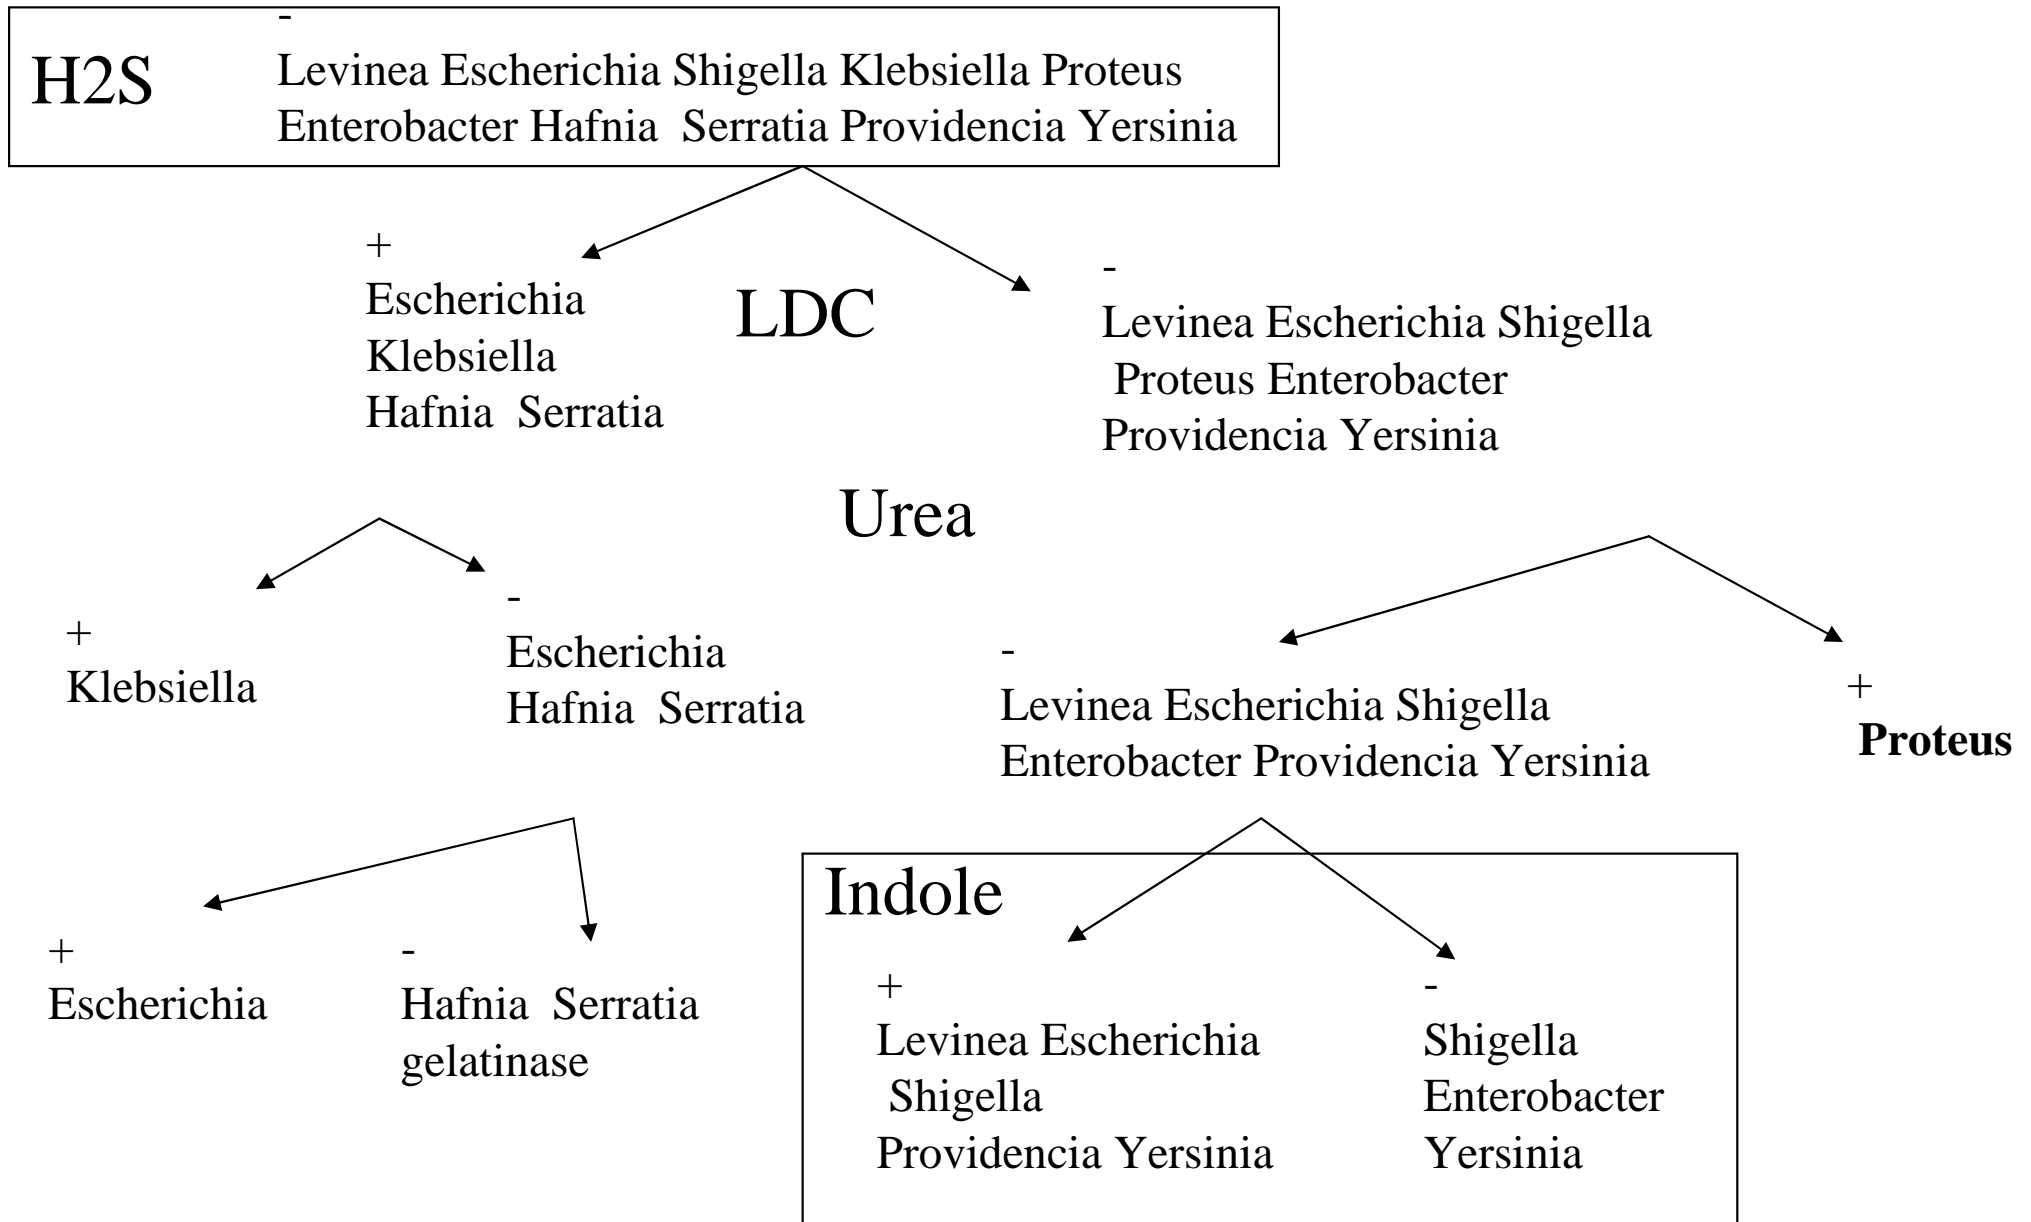 -
H2S
Levinea Escherichia Shigella Klebsiella Proteus
Enterobacter Hafnia  Serratia Providencia Yersinia
+
Escherichia
Klebsiella
Hafnia  Serratia
LDC
-
Levinea Escherichia Shigella
Proteus Enterobacter
Providencia Yersinia
Urea
+
Klebsiella
-
Escherichia
Hafnia  Serratia
-
Levinea Escherichia Shigella
Enterobacter Providencia Yersinia
+
Proteus
+
Escherichia
-
Hafnia  Serratia
gelatinase
Indole
+
Levinea Escherichia
Shigella
Providencia Yersinia
-
Shigella
Enterobacter
Yersinia